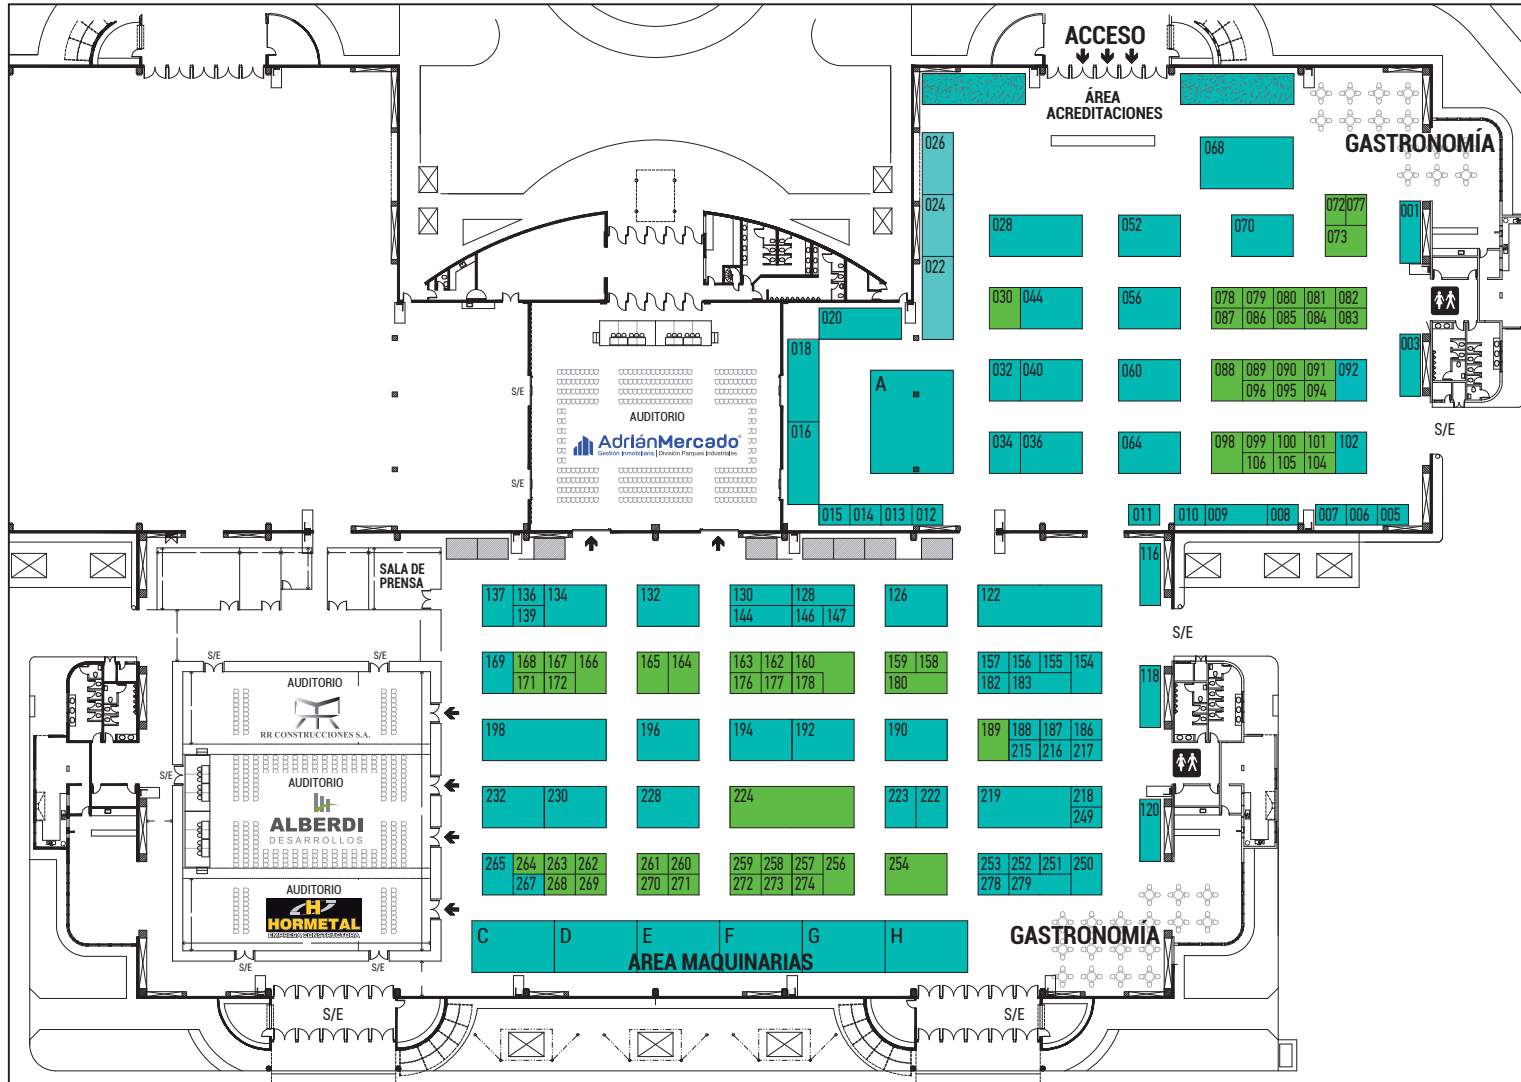 ACCESO
ÁREA
ACREDITACIONES
GASTRONOMÍA
026
068
024
072 077
001
028
052
070
073
022
030 044
056
078 079 080 081 082
087 086 085 084 083
020
018
003
A
032 040
060
088 089 090 091 092
096 095 094
S/E
AUDITORIO
AdriánMercado
Gestión Inmobiliaria | División Parques Industriales
016
034 036
064
098 099 100 101 102
106 105 104
S/E
S/E
015 014 013 012
011
010 009 008
007 006 005
SALA DE
PRENSA
116
137 136 134
139
132
130 128
144 146 147
126
122
S/E
S/E
S/E
169 168 167 166
171 172
165 164
163 162 160
176 177 178
159 158
180
157 156 155 154
182 183
118
AUDITORIO
RR CONSTRUCCIONES S.A.
198
196
194 192
190
189 188 187 186
215 216 217
S/E
AUDITORIO
ALBERDI
DESARROLLOS
232 230
228
224
223 222
219 218
249
120
265 264 263 262
267 268 269
261 260
270 271
259 258 257 256
272 273 274
254
253 252 251 250
278 279
AUDITORIO
H
HORMETAL
EMPRESA CONSTRUCTORA
C D E F G H
AREA MAQUINARIAS
GASTRONOMÍA
S/E
S/E
S/E
S/E